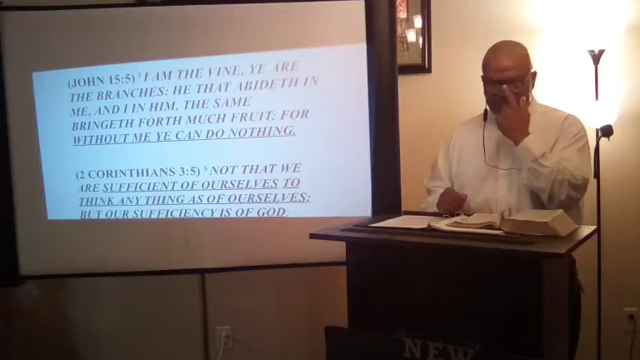 (JOHN 15:5) ⁵ I AM THE VINE, YE ARE
THE BRANCHES: HE THAT ABIDETH IN
ME, AND I IN HIM, THE SAME
BRINGETH FORTH MUCH FRUIT: FOR
WITHOUT ME YE CAN DO NOTHING.
(2 CORINTHIANS 3:5) ⁵ NOT THAT WE
ARE SUFFICIENT OF OURSELVES TO
THINK ANY THING AS OF OURSELVES;
BUT OUR SUFFICIENCY IS OF GOD.
NEW